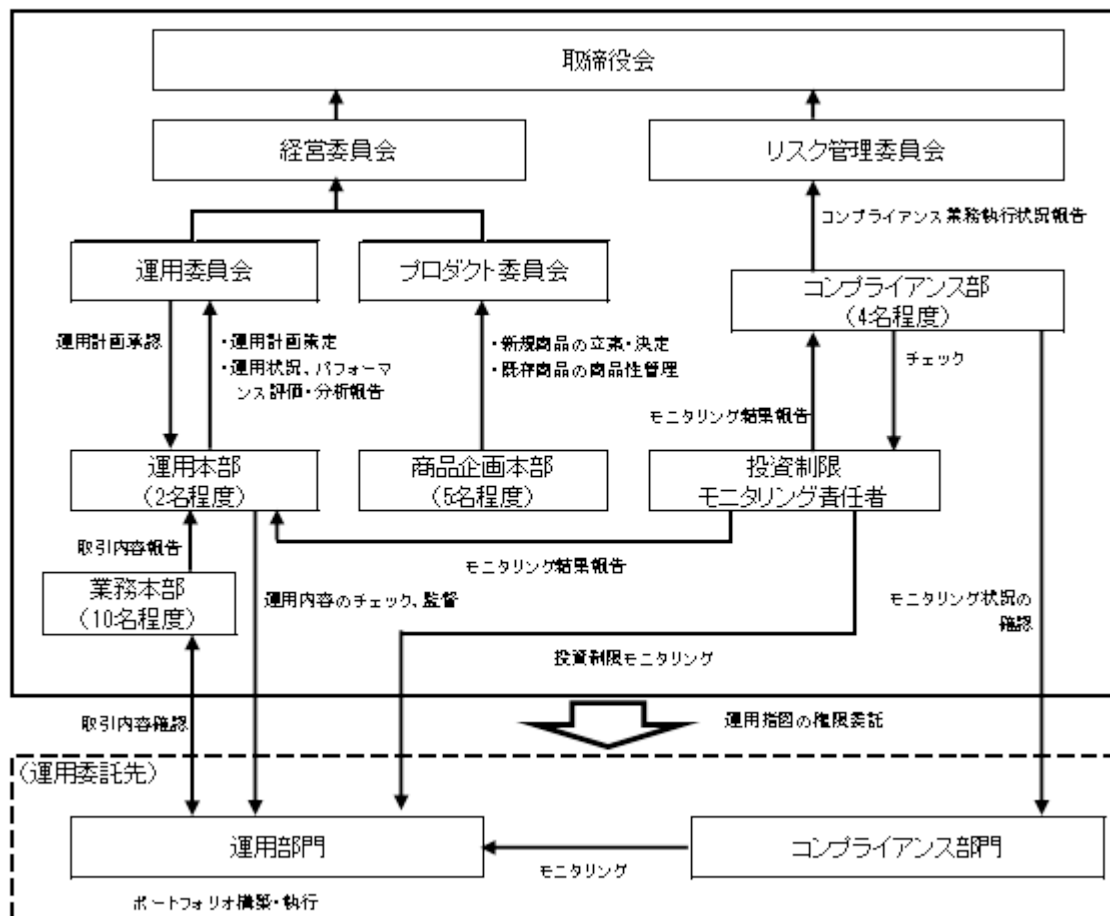 取締役会
経営委員会
リスク管理委員会
コンプライアンス業務執行状況報告
運用委員会
プロダクト委員会
コンプライアンス部
（4名程度）
運用計画承認
・運用計画策定
・運用状況、パフォーマ
ンス評価・分析報告
・新規商品の立案・決定
・既存商品の商品性管理
チェック
モニタリング結果報告
運用本部
（2名程度）
商品企画本部
（5名程度）
投資制限
モニタリング責任者
取引内容報告
モニタリング結果報告
業務本部
（10名程度）
運用内容のチェック、監督
モニタリング状況の
確認
投資制限モニタリング
取引内容確認
運用指図の権限委託
（運用委託先）
運用部門
コンプライアンス部門
モニタリング
ポートフォリオ構築・執行